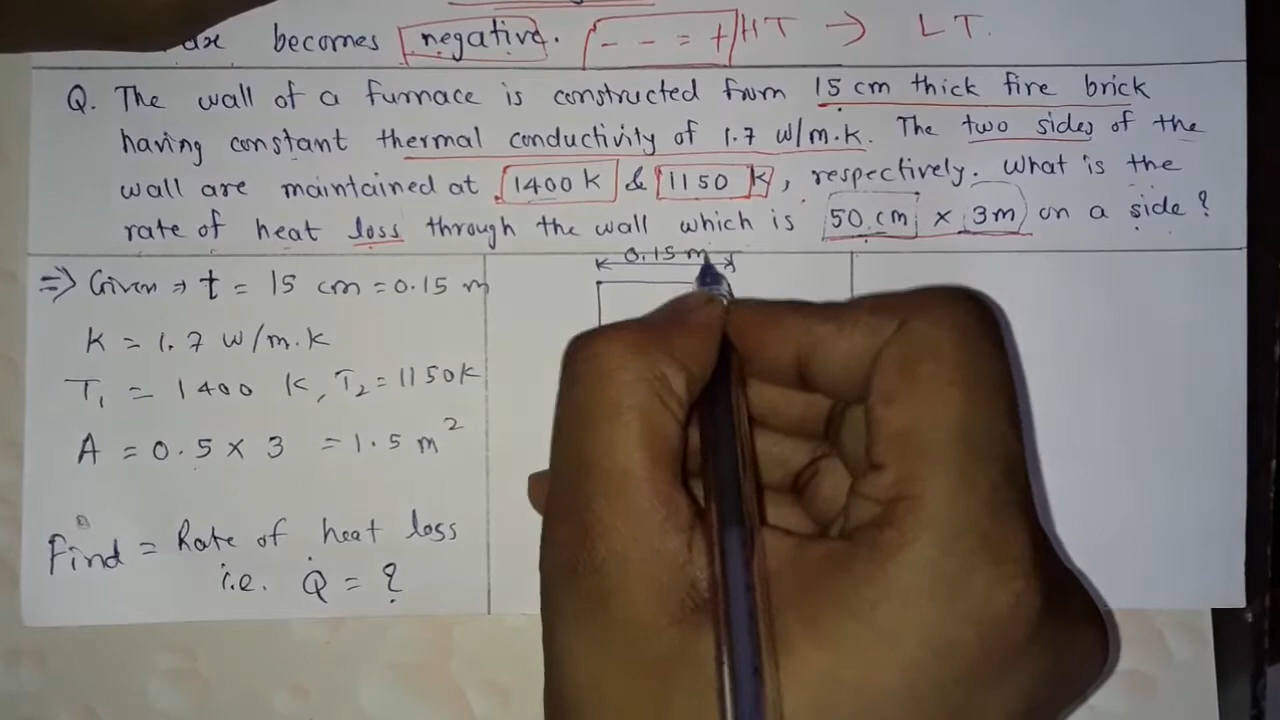 dx becomes negative. - - = + HT → LT.
Q. The wall of a furnace is constructed from 15 cm thick fire brick
having constant thermal conductivity of 1.7 W/m.K. The two sides of the
wall are maintained at 1400 K & 1150 K, respectively. What is the
rate of heat loss through the wall which is 50 cm × 3m on a side?
⇒ Given → t = 15 cm = 0.15 m
K = 1.7 W/m.K
T₁ = 1400 K, T₂ = 1150K
A = 0.5 × 3 = 1.5 m²
Find = Rate of heat loss
i.e. Q̇ = ?
0.15 m